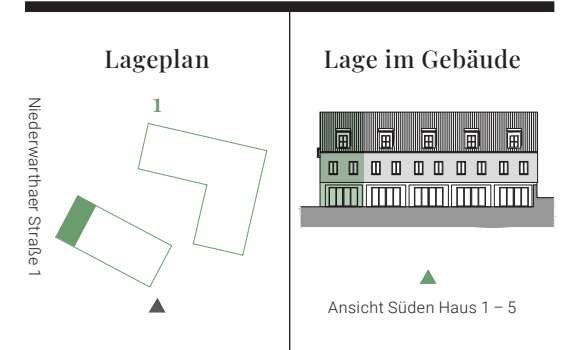 Lageplan
1
Niederwarthaer Straße 1
Lage im Gebäude
Ansicht Süden Haus 1 – 5